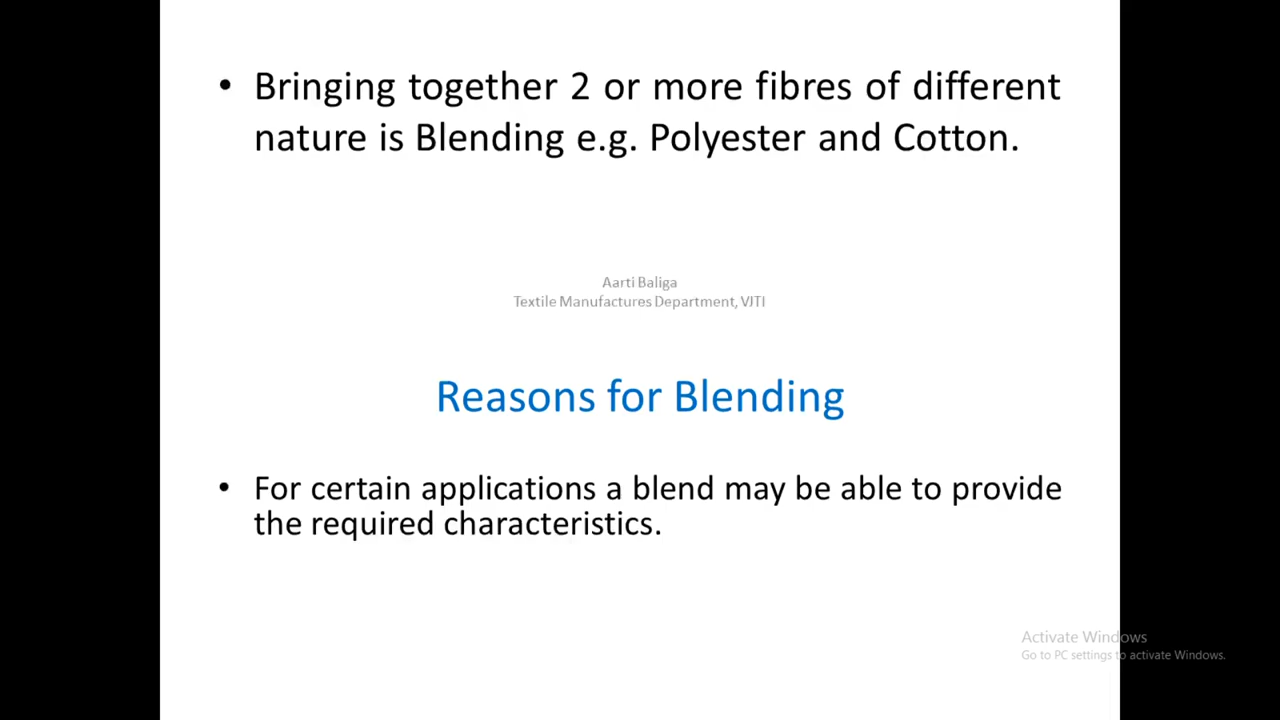 • Bringing together 2 or more fibres of different
nature is Blending e.g. Polyester and Cotton.
Aarti Baliga
Textile Manufactures Department, VJTI
Reasons for Blending
• For certain applications a blend may be able to provide
the required characteristics.
Activate Windows
Go to PC settings to activate Windows.